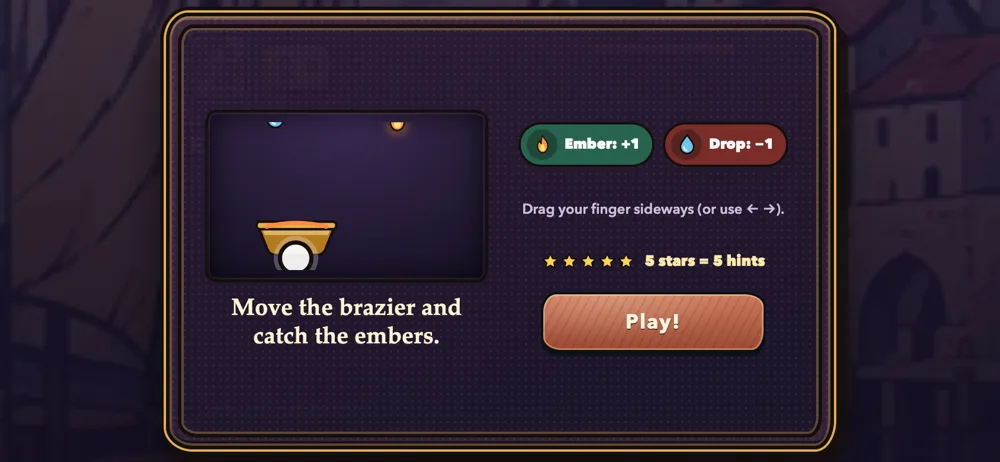 Ember: +1
Drop: −1
Drag your finger sideways (or use ← →).
5 stars = 5 hints
Play!
Move the brazier and
catch the embers.